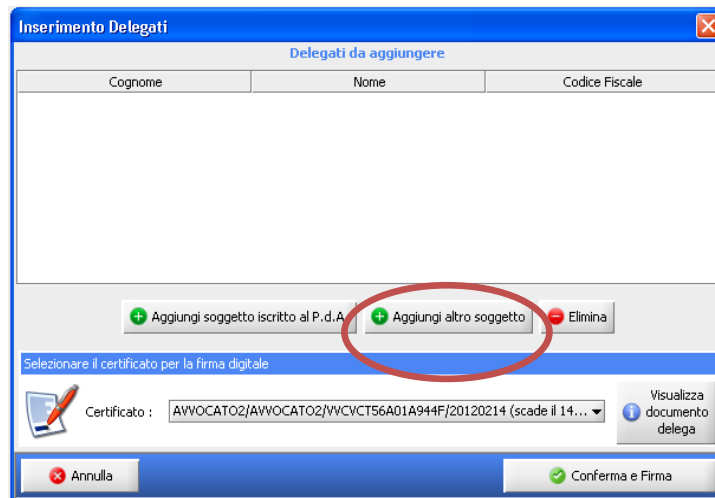 Inserimento Delegati
Delegati da aggiungere
Cognome Nome Codice Fiscale
Aggiungi soggetto iscritto al P.d.A Aggiungi altro soggetto Elimina
Selezionare il certificato per la firma digitale
Certificato : AVVOCATO2/AVVOCATO2/VVCVCT56A01A944F/20120214 (scade il 14...
Visualizza
documento
delega
Annulla Conferma e Firma